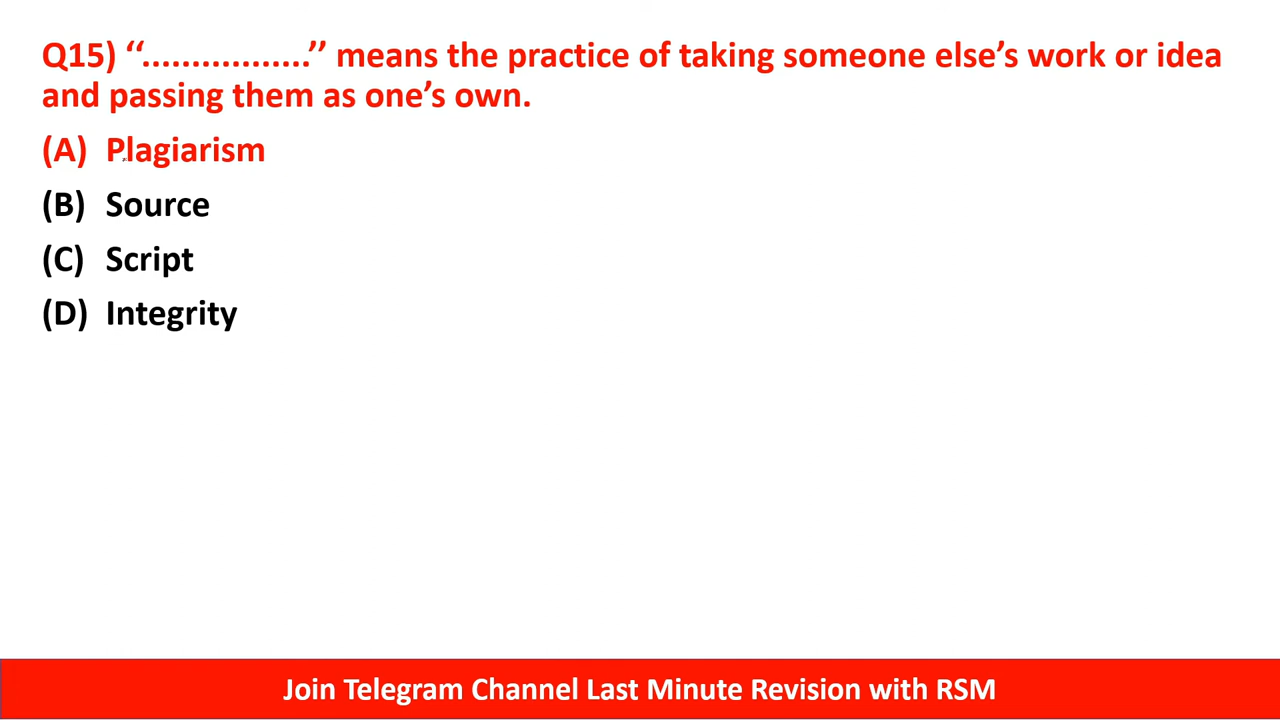 Q15) “.................” means the practice of taking someone else’s work or idea
and passing them as one’s own.
(A) Plagiarism
(B) Source
(C) Script
(D) Integrity
Join Telegram Channel Last Minute Revision with RSM